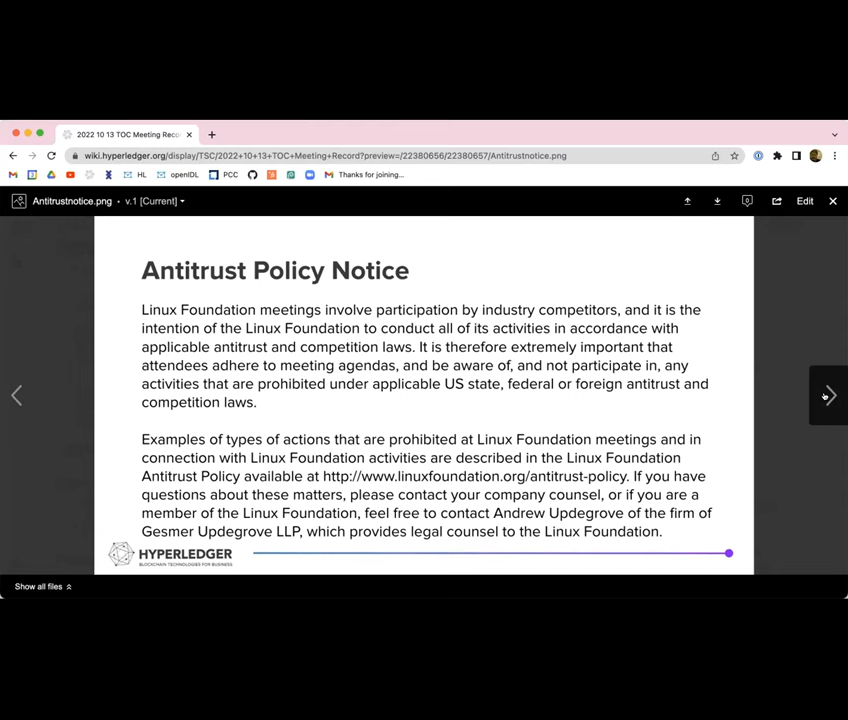 2022 10 13 TOC Meeting Reco
wiki.hyperledger.org/display/TSC/2022+10+13+TOC+Meeting+Record?preview=/22380656/22380657/Antitrustnotice.png
HL openIDL PCC Thanks for joining...
Antitrustnotice.png • v.1 [Current] Edit
Antitrust Policy Notice
Linux Foundation meetings involve participation by industry competitors, and it is the
intention of the Linux Foundation to conduct all of its activities in accordance with
applicable antitrust and competition laws. It is therefore extremely important that
attendees adhere to meeting agendas, and be aware of, and not participate in, any
activities that are prohibited under applicable US state, federal or foreign antitrust and
competition laws.
Examples of types of actions that are prohibited at Linux Foundation meetings and in
connection with Linux Foundation activities are described in the Linux Foundation
Antitrust Policy available at http://www.linuxfoundation.org/antitrust-policy. If you have
questions about these matters, please contact your company counsel, or if you are a
member of the Linux Foundation, feel free to contact Andrew Updegrove of the firm of
Gesmer Updegrove LLP, which provides legal counsel to the Linux Foundation.
HYPERLEDGER
BLOCKCHAIN TECHNOLOGIES FOR BUSINESS
Show all files